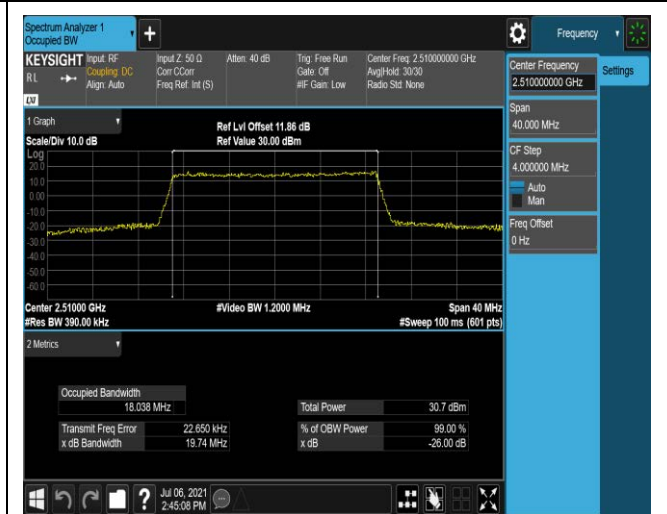 Spectrum Analyzer 1
Occupied BW
Frequency
KEYSIGHT
RL
LXI
Input: RF
Coupling: DC
Align: Auto
Input Z: 50 Ω
Corr CCorr
Freq Ref: Int (S)
Atten: 40 dB
Trig: Free Run
Gate: Off
#IF Gain: Low
Center Freq: 2.510000000 GHz
Avg|Hold: 30/30
Radio Std: None
Center Frequency
2.510000000 GHz
Settings
Span
40.000 MHz
CF Step
4.000000 MHz
Auto
Man
Freq Offset
0 Hz
1 Graph
Scale/Div 10.0 dB
Ref Lvl Offset 11.86 dB
Ref Value 30.00 dBm
Log
20.0
10.0
0.00
-10.0
-20.0
-30.0
-40.0
-50.0
-60.0
Center 2.51000 GHz
#Video BW 1.2000 MHz
Span 40 MHz
#Res BW 390.00 kHz
#Sweep 100 ms (601 pts)
2 Metrics
Occupied Bandwidth
18.038 MHz
Total Power 30.7 dBm
Transmit Freq Error 22.650 kHz
% of OBW Power 99.00 %
x dB Bandwidth 19.74 MHz
x dB -26.00 dB
Jul 06, 2021
2:45:08 PM